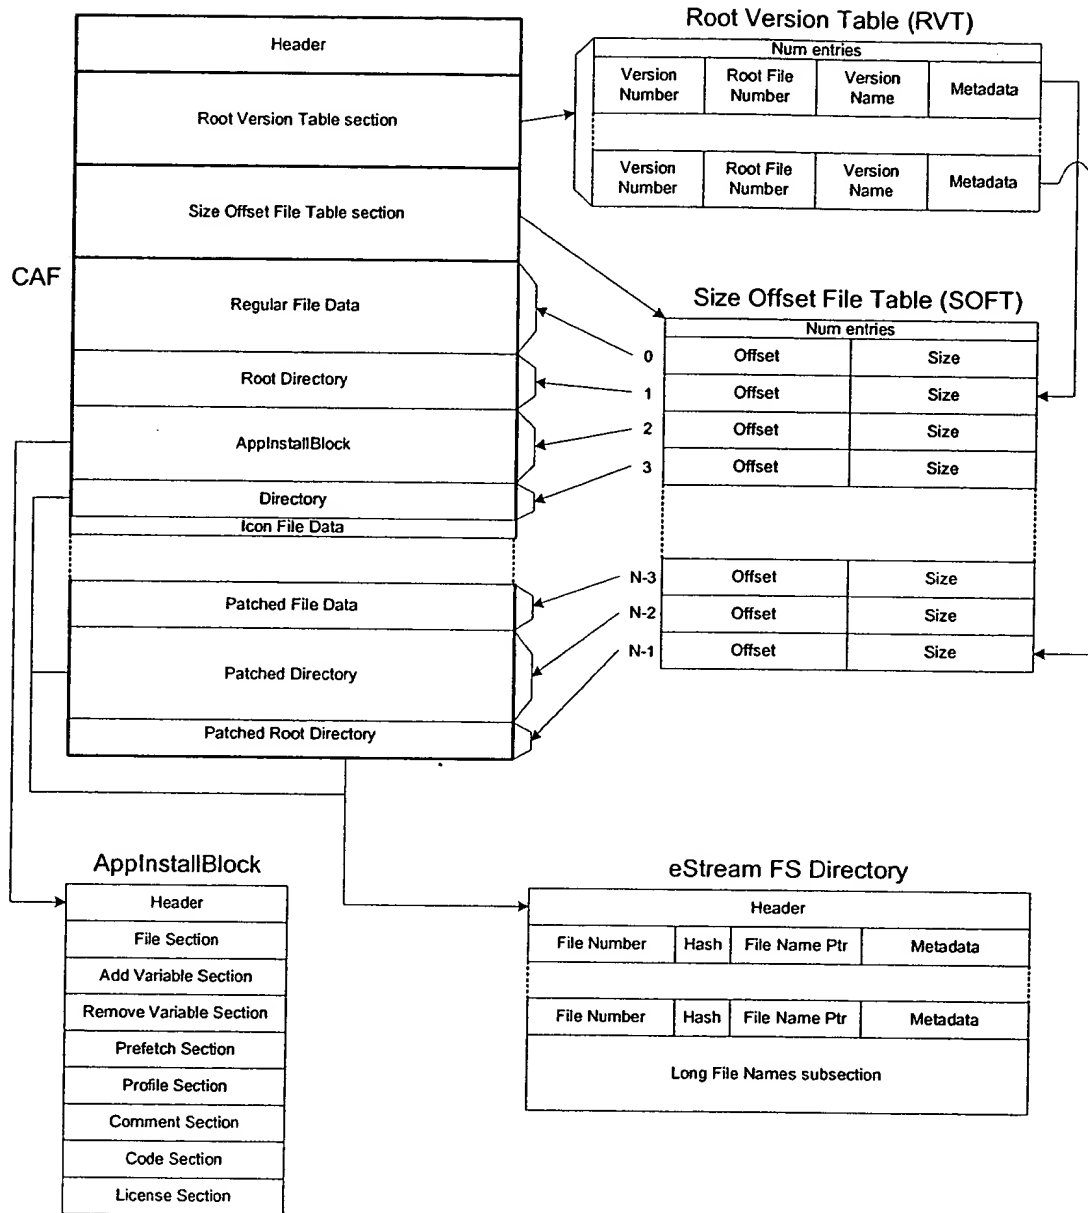 Root Version Table (RVT)
Header
Root Version Table section
Size Offset File Table section
CAF
Regular File Data
Root Directory
AppInstallBlock
Directory
Icon File Data
Patched File Data
Patched Directory
Patched Root Directory
Num entries
Version Number
Root File Number
Version Name
Metadata
Version Number
Root File Number
Version Name
Metadata
Size Offset File Table (SOFT)
Num entries
0
Offset
Size
1
Offset
Size
2
Offset
Size
3
Offset
Size
N-3
Offset
Size
N-2
Offset
Size
N-1
Offset
Size
AppInstallBlock
Header
File Section
Add Variable Section
Remove Variable Section
Prefetch Section
Profile Section
Comment Section
Code Section
License Section
eStream FS Directory
Header
File Number
Hash
File Name Ptr
Metadata
File Number
Hash
File Name Ptr
Metadata
Long File Names subsection